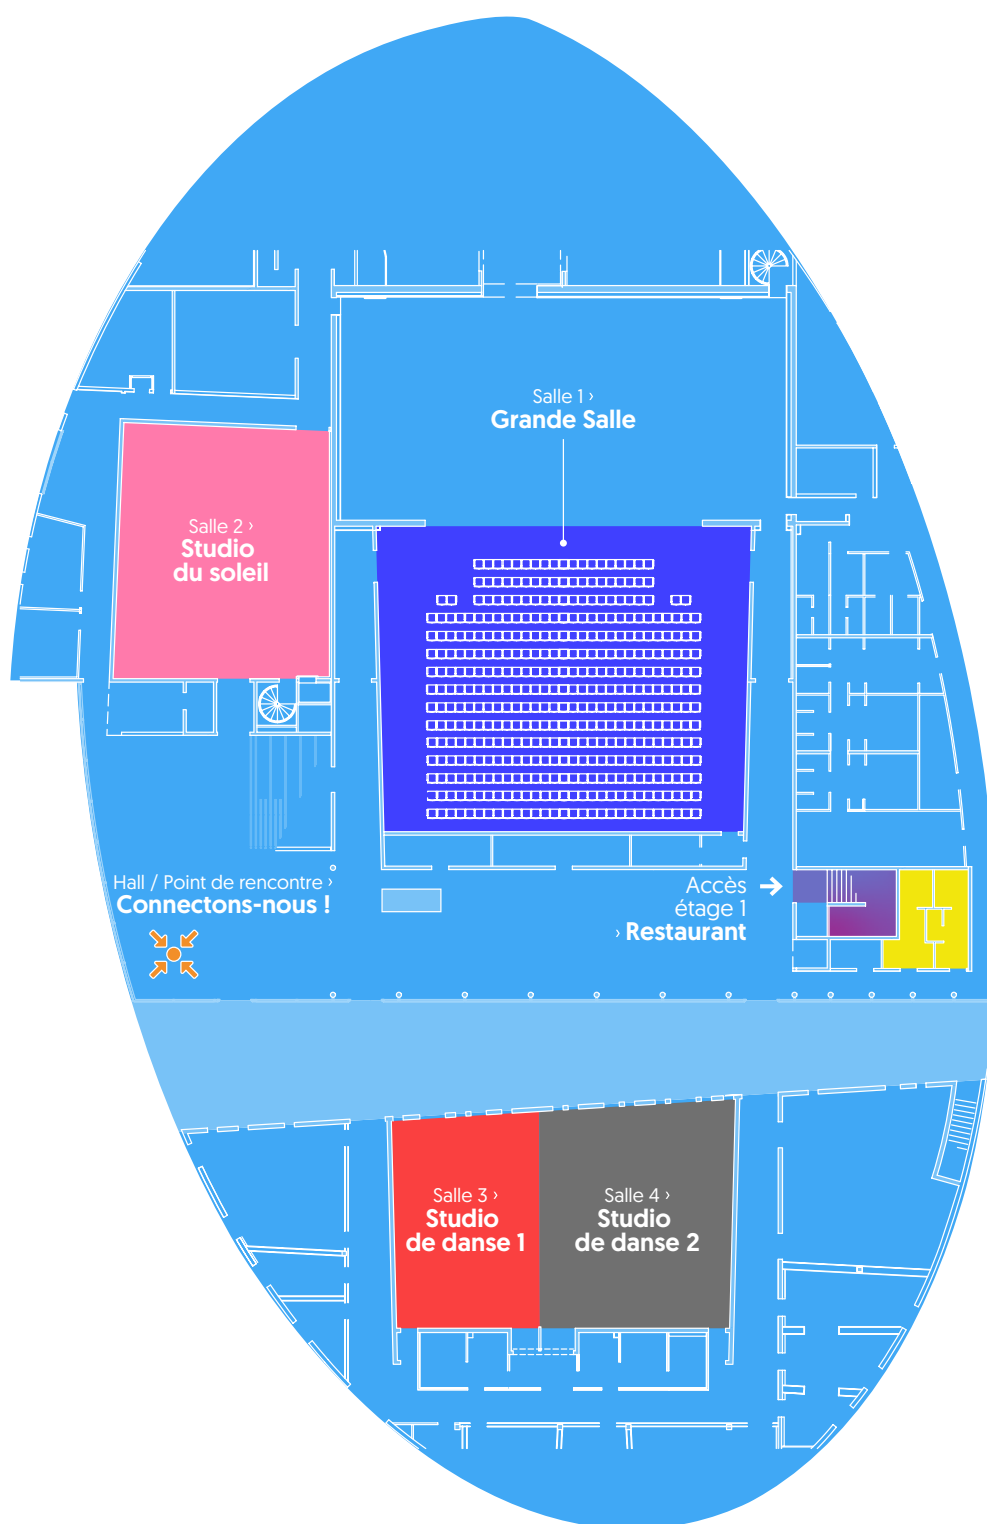 Salle 1 ›
Grande Salle
Salle 2 ›
Studio
du soleil
Hall / Point de rencontre ›
Connectons-nous !
Accès
étage 1
› Restaurant
Salle 3 ›
Studio
de danse 1
Salle 4 ›
Studio
de danse 2